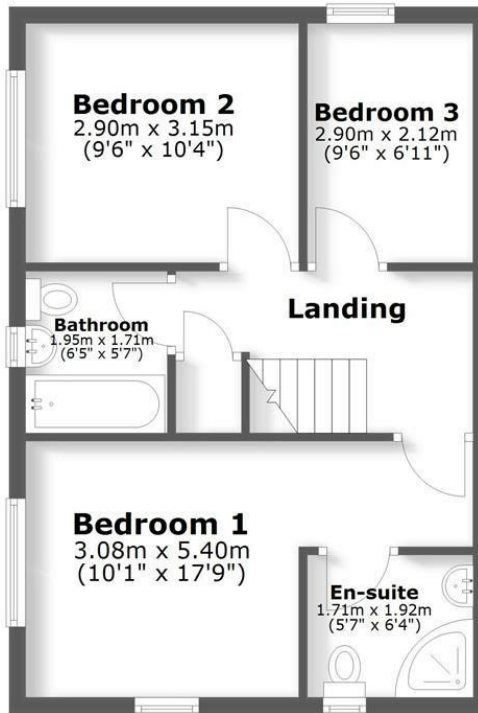 Bedroom 2
2.90m x 3.15m
(9'6" x 10'4")
Bedroom 3
2.90m x 2.12m
(9'6" x 6'11")
Landing
Bathroom
1.95m x 1.71m
(6'5" x 5'7")
Bedroom 1
3.08m x 5.40m
(10'1" x 17'9")
En-suite
1.71m x 1.92m
(5'7" x 6'4")